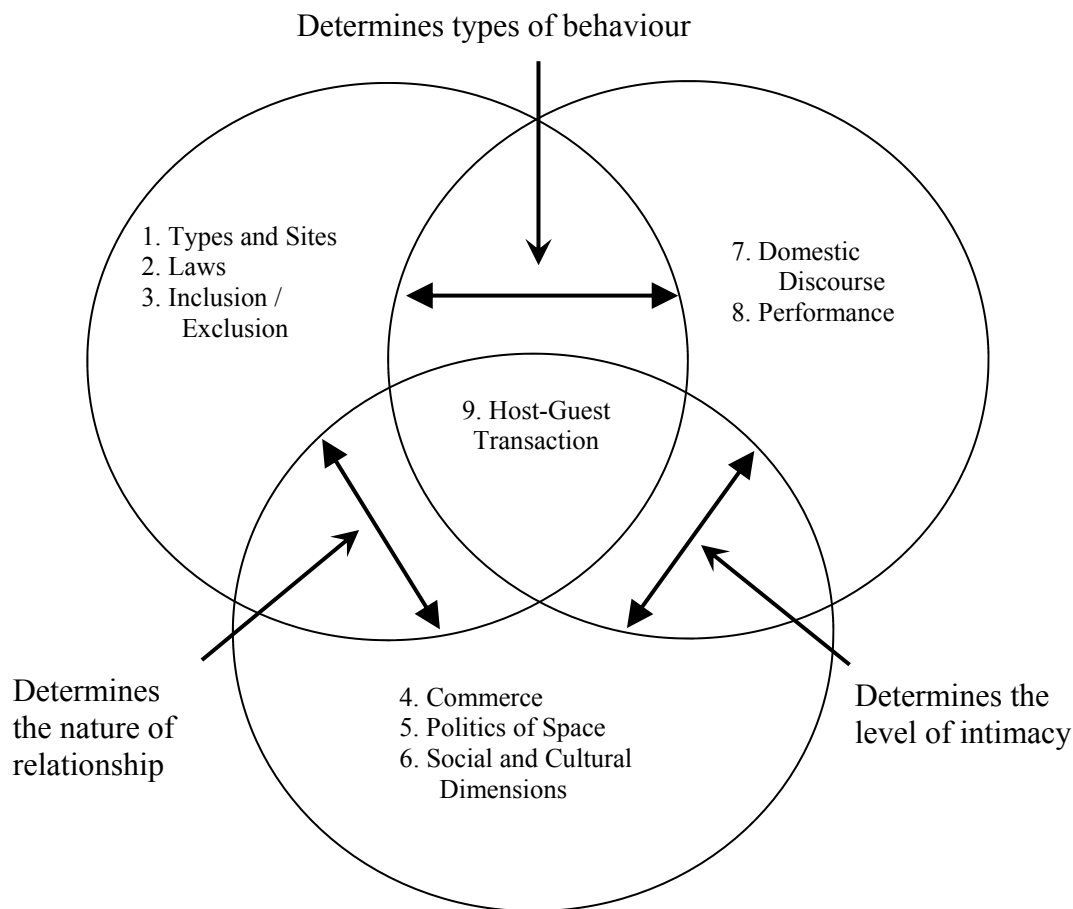 Determines types of behaviour
1. Types and Sites
2. Laws
3. Inclusion /
Exclusion
7. Domestic
Discourse
8. Performance
9. Host-Guest
Transaction
Determines
the nature of
relationship
4. Commerce
5. Politics of Space
6. Social and Cultural
Dimensions
Determines the
level of intimacy